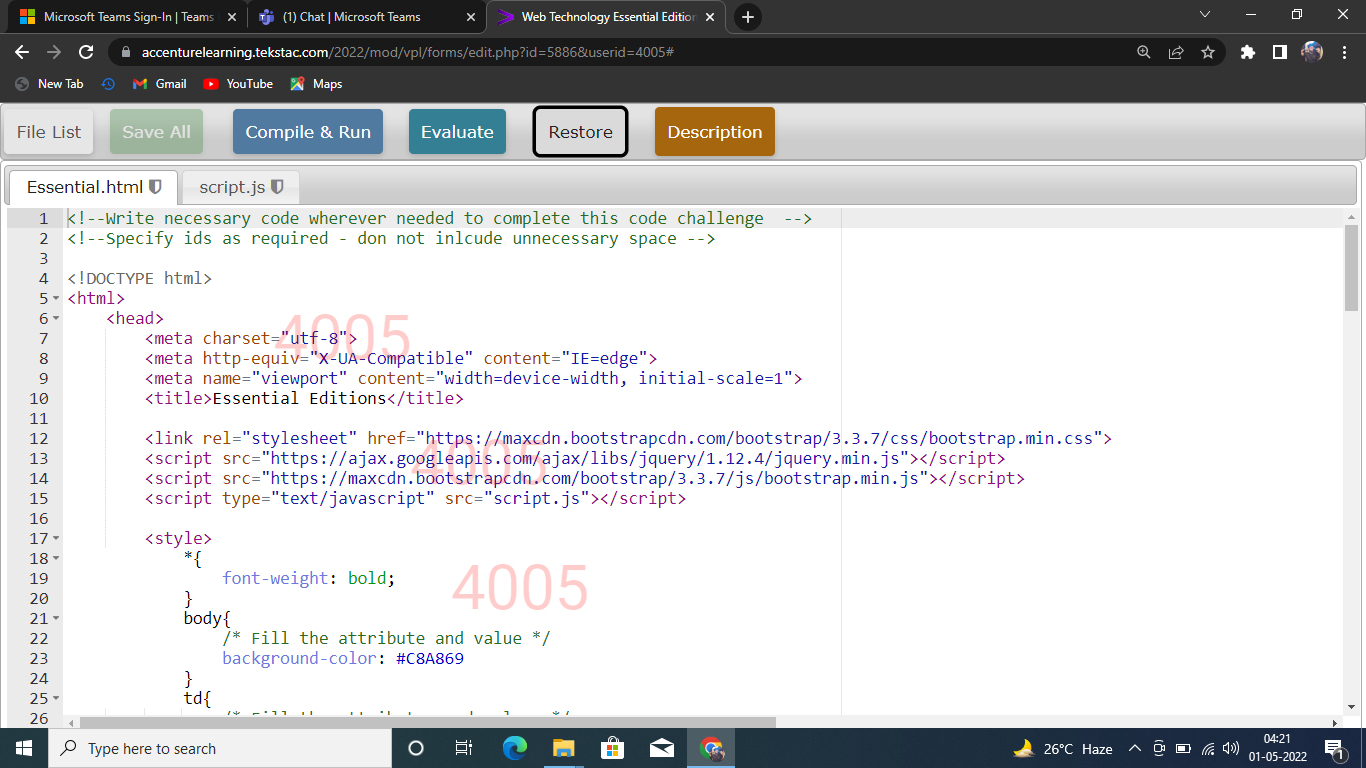 Microsoft Teams Sign-In | Teams
(1) Chat | Microsoft Teams
Web Technology Essential Edition
accenturelearning.tekstac.com/2022/mod/vpl/forms/edit.php?id=5886&userid=4005#
New Tab
Gmail
YouTube
Maps
File List
Save All
Compile & Run
Evaluate
Restore
Description
Essential.html
script.js
1 <!--Write necessary code wherever needed to complete this code challenge  -->
2 <!--Specify ids as required - don not inlcude unnecessary space -->
3
4 <!DOCTYPE html>
5 <html>
6 <head>
7 <meta charset="utf-8">
8 <meta http-equiv="X-UA-Compatible" content="IE=edge">
9 <meta name="viewport" content="width=device-width, initial-scale=1">
10 <title>Essential Editions</title>
11
12 <link rel="stylesheet" href="https://maxcdn.bootstrapcdn.com/bootstrap/3.3.7/css/bootstrap.min.css">
13 <script src="https://ajax.googleapis.com/ajax/libs/jquery/1.12.4/jquery.min.js"></script>
14 <script src="https://maxcdn.bootstrapcdn.com/bootstrap/3.3.7/js/bootstrap.min.js"></script>
15 <script type="text/javascript" src="script.js"></script>
16
17 <style>
18 *{
19 font-weight: bold;
20 }
21 body{
22 /* Fill the attribute and value */
23 background-color: #C8A869
24 }
25 td{
26
4005
4005
4005
Type here to search
26°C Haze
04:21
01-05-2022
1